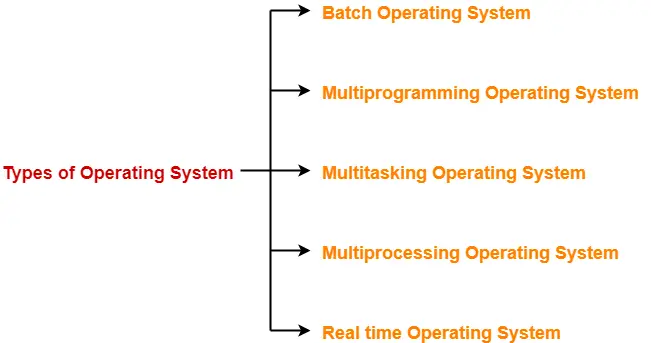 Types of Operating System
Batch Operating System
Multiprogramming Operating System
Multitasking Operating System
Multiprocessing Operating System
Real time Operating System